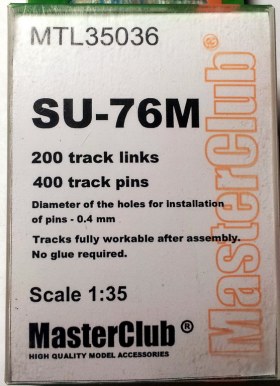 MTL35036
SU-76M
200 track links
400 track pins
Diameter of the holes for installation
of pins - 0.4 mm
Tracks fully workable after assembly.
No glue required.
Scale 1:35
MasterClub ®
HIGH QUALITY MODEL ACCESSORIES
MasterClub®